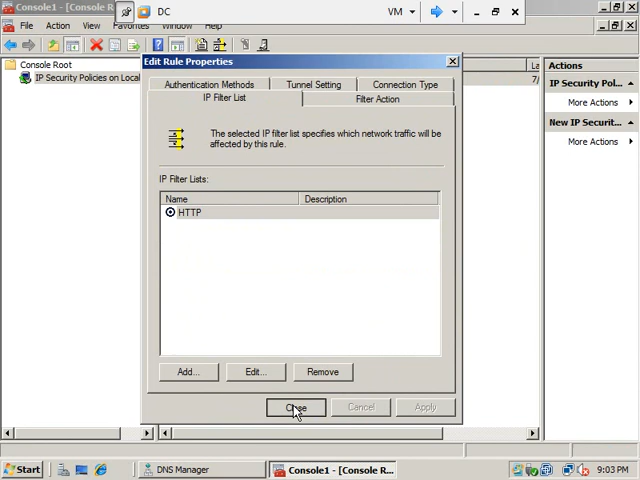 Console1 - [Console Root
DC
VM
File
Action
View
Favorites
Window
Help
Console Root
IP Security Policies on Local
Edit Rule Properties
Authentication Methods
Tunnel Setting
Connection Type
IP Filter List
Filter Action
The selected IP filter list specifies which network traffic will be
affected by this rule.
IP Filter Lists:
Name
Description
HTTP
Add...
Edit...
Remove
Close
Cancel
Apply
La
7/
Actions
IP Security Pol...
More Actions
New IP Securit...
More Actions
Start
DNS Manager
Console1 - [Console R...
9:03 PM